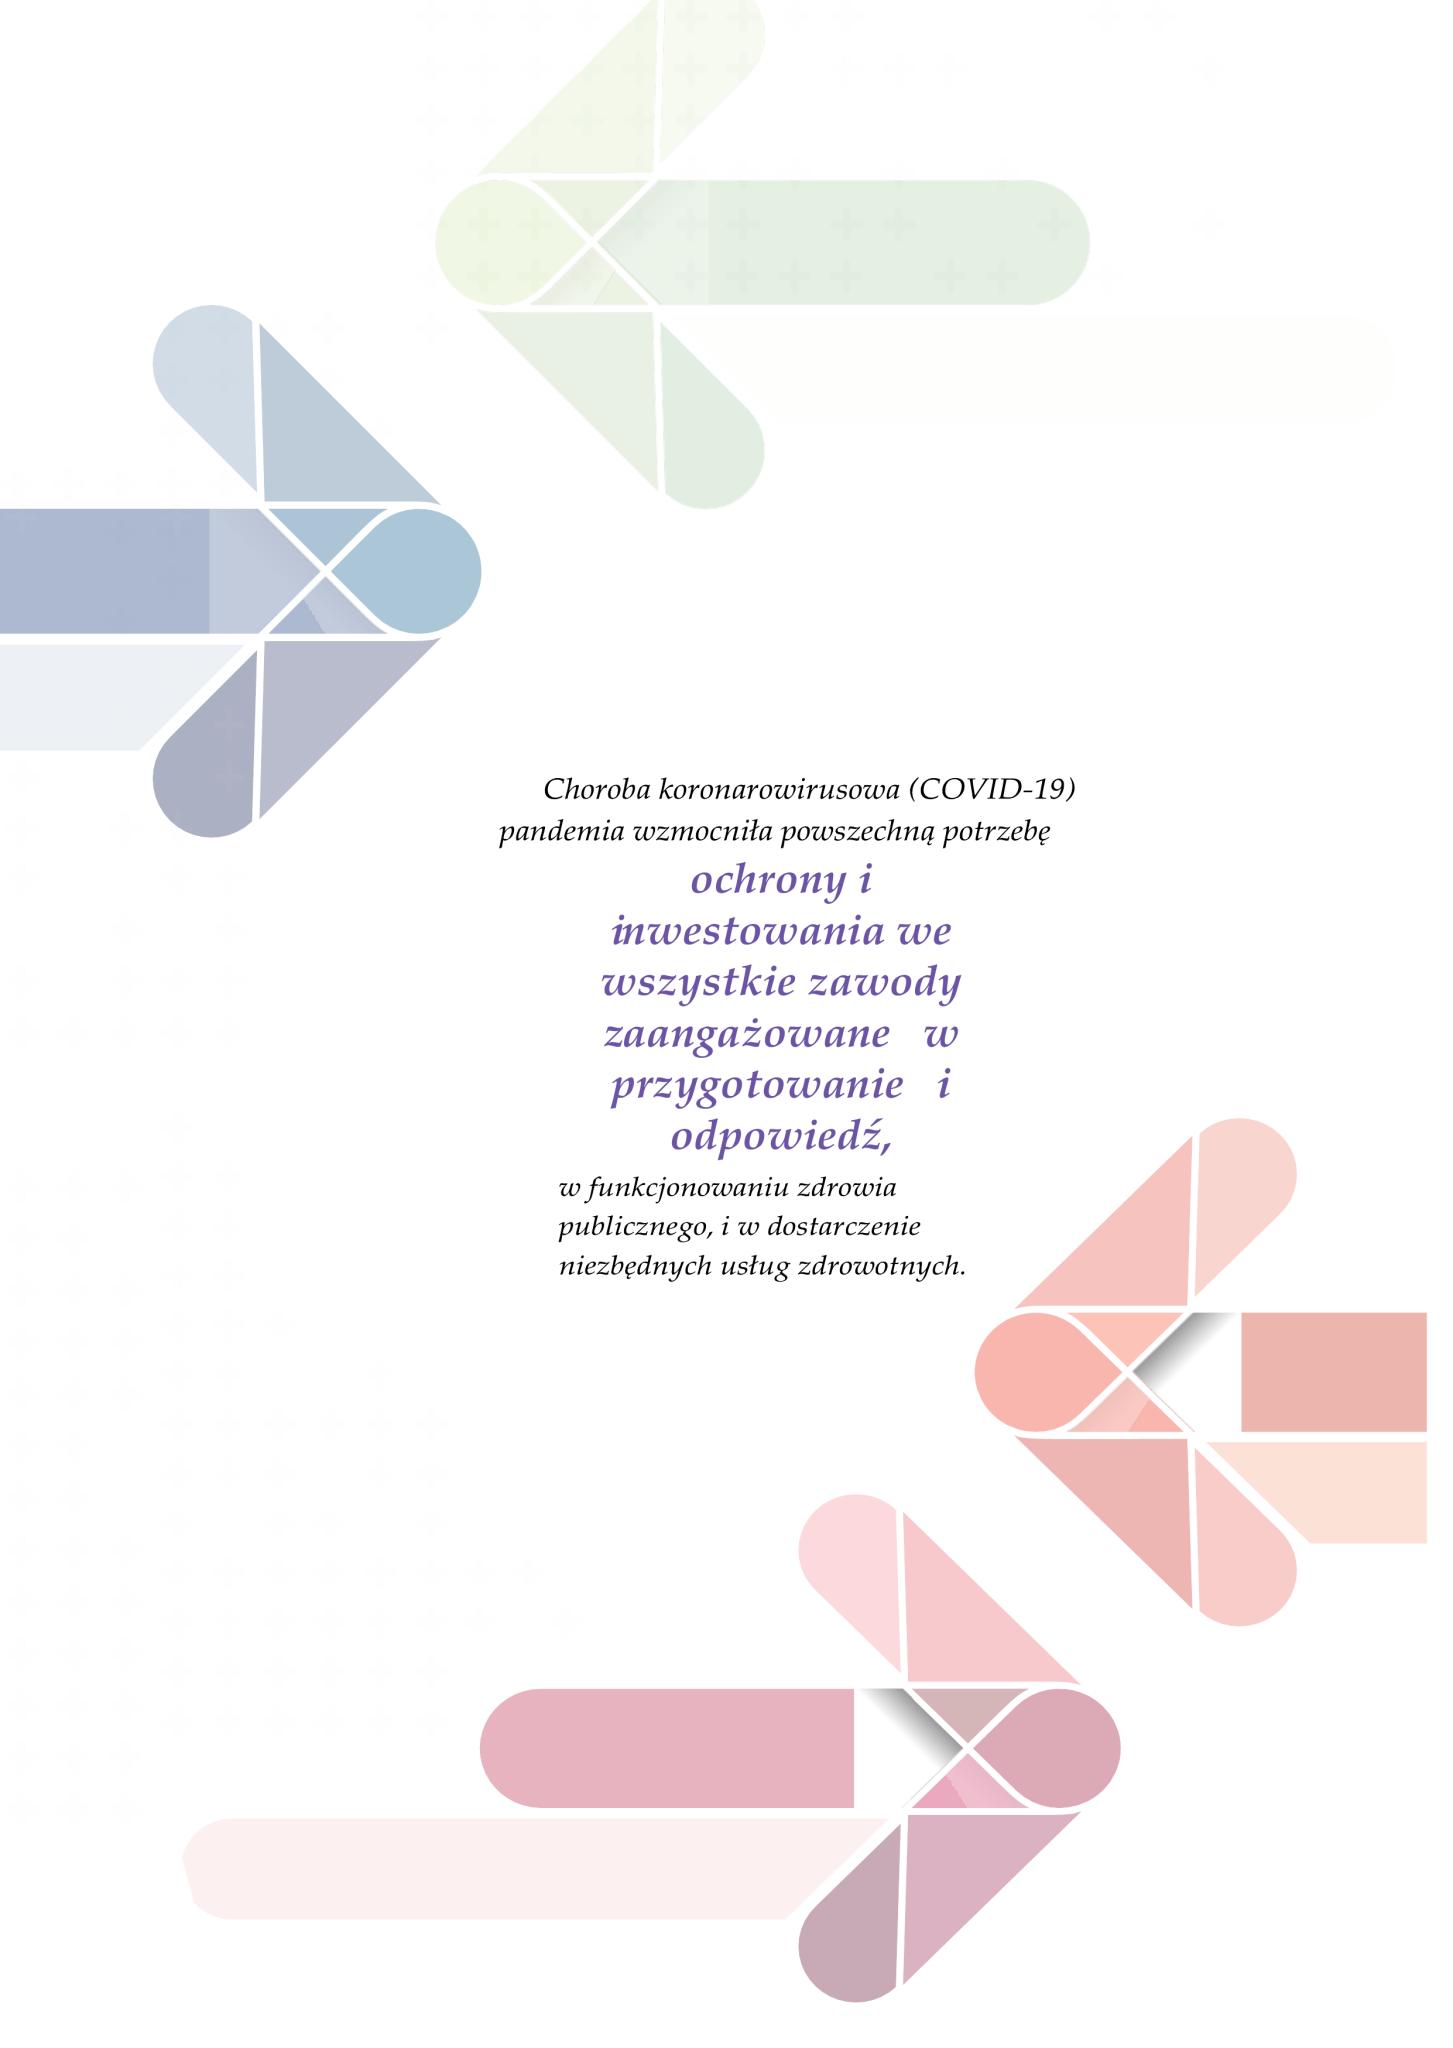 Choroba koronarowirusowa (COVID-19)
pandemia wzmocniła powszechną potrzebę
ochrony i
inwestowania we
wszystkie zawody
zaangażowane w
przygotowanie i
odpowiedź,
w funkcjonowaniu zdrowia
publicznego, i w dostarczenie
niezbędnych usług zdrowotnych.